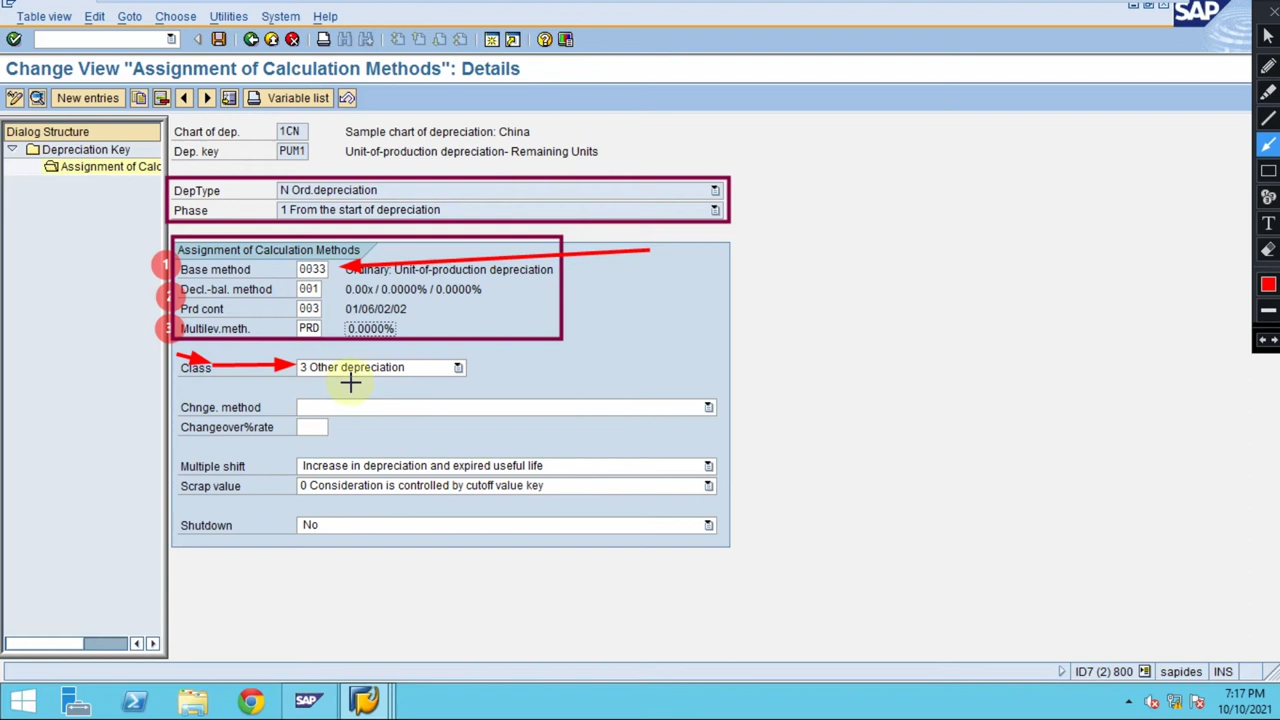 Table view Edit Goto Choose Utilities System Help
SAP
Change View "Assignment of Calculation Methods": Details
New entries Variable list
Dialog Structure
Depreciation Key
Assignment of Calc
Chart of dep. 1CN Sample chart of depreciation: China
Dep. key PUM1 Unit-of-production depreciation- Remaining Units
DepType N Ord.depreciation
Phase 1 From the start of depreciation
Assignment of Calculation Methods
1 Base method 0033 Ordinary: Unit-of-production depreciation
2 Decl.-bal. method 001 0.00x / 0.0000% / 0.0000%
Prd cont 003 01/06/02/02
3 Multilev.meth. PRD 0.0000%
Class 3 Other depreciation
Chnge. method
Changeover%rate
Multiple shift Increase in depreciation and expired useful life
Scrap value 0 Consideration is controlled by cutoff value key
Shutdown No
T
ID7 (2) 800 sapides INS
SAP
7:17 PM
10/10/2021